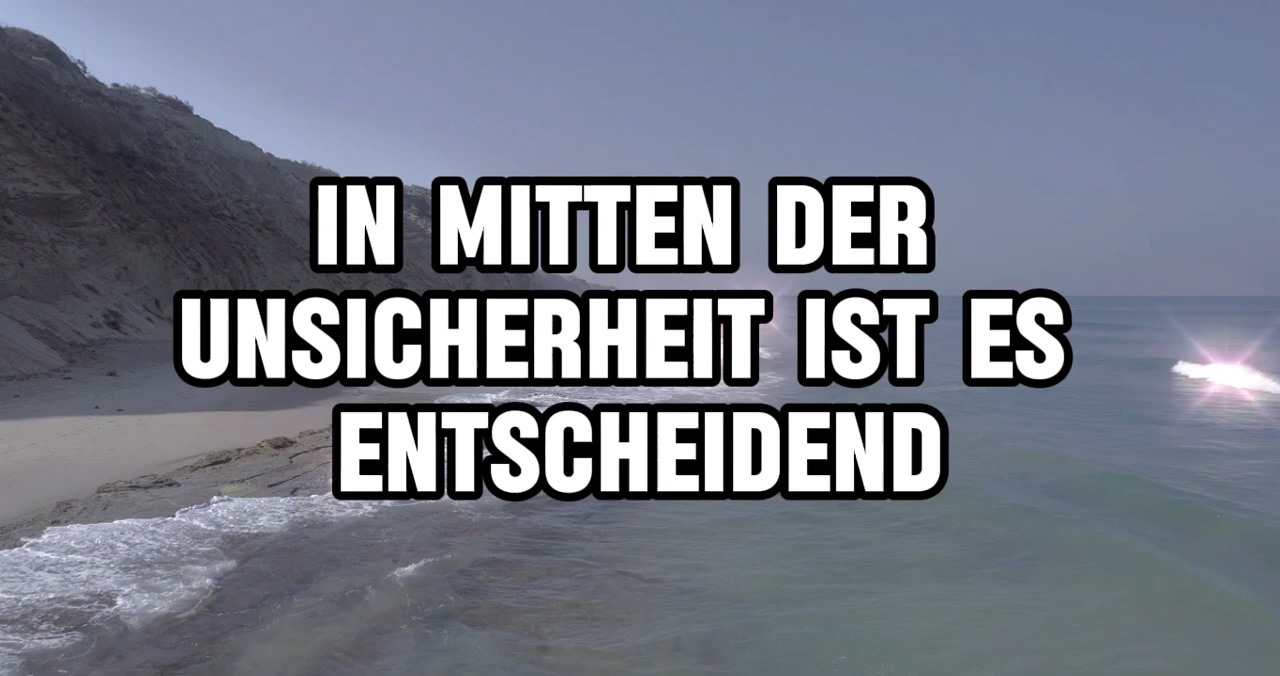 IN MITTEN DER
UNSICHERHEIT IST ES
ENTSCHEIDEND